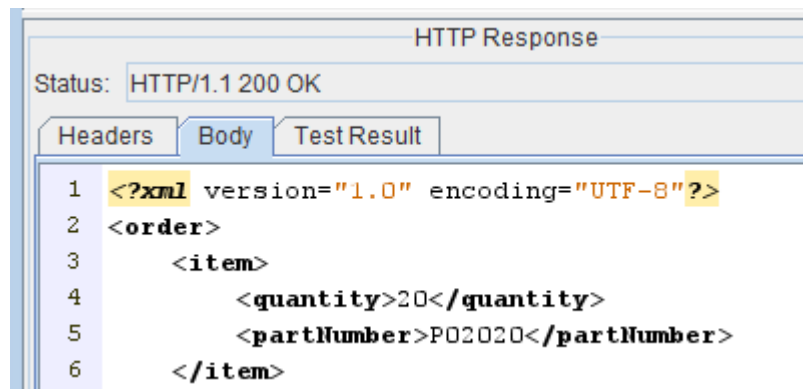 HTTP Response
Status: HTTP/1.1 200 OK
Headers Body Test Result
1 <?xml version="1.0" encoding="UTF-8"?>
2 <order>
3 <item>
4 <quantity>20</quantity>
5 <partNumber>P02020</partNumber>
6 </item>